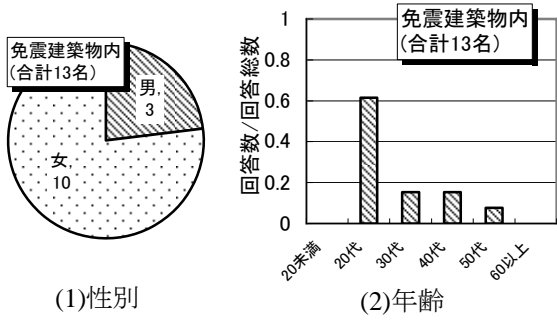 免震建築物内
(合計13名)
男,
3
女,
10
(1)性別
免震建築物内
(合計13名)
回答数/回答総数
1
0.8
0.6
0.4
0.2
0
20未満
20代
30代
40代
50代
60以上
(2)年齢